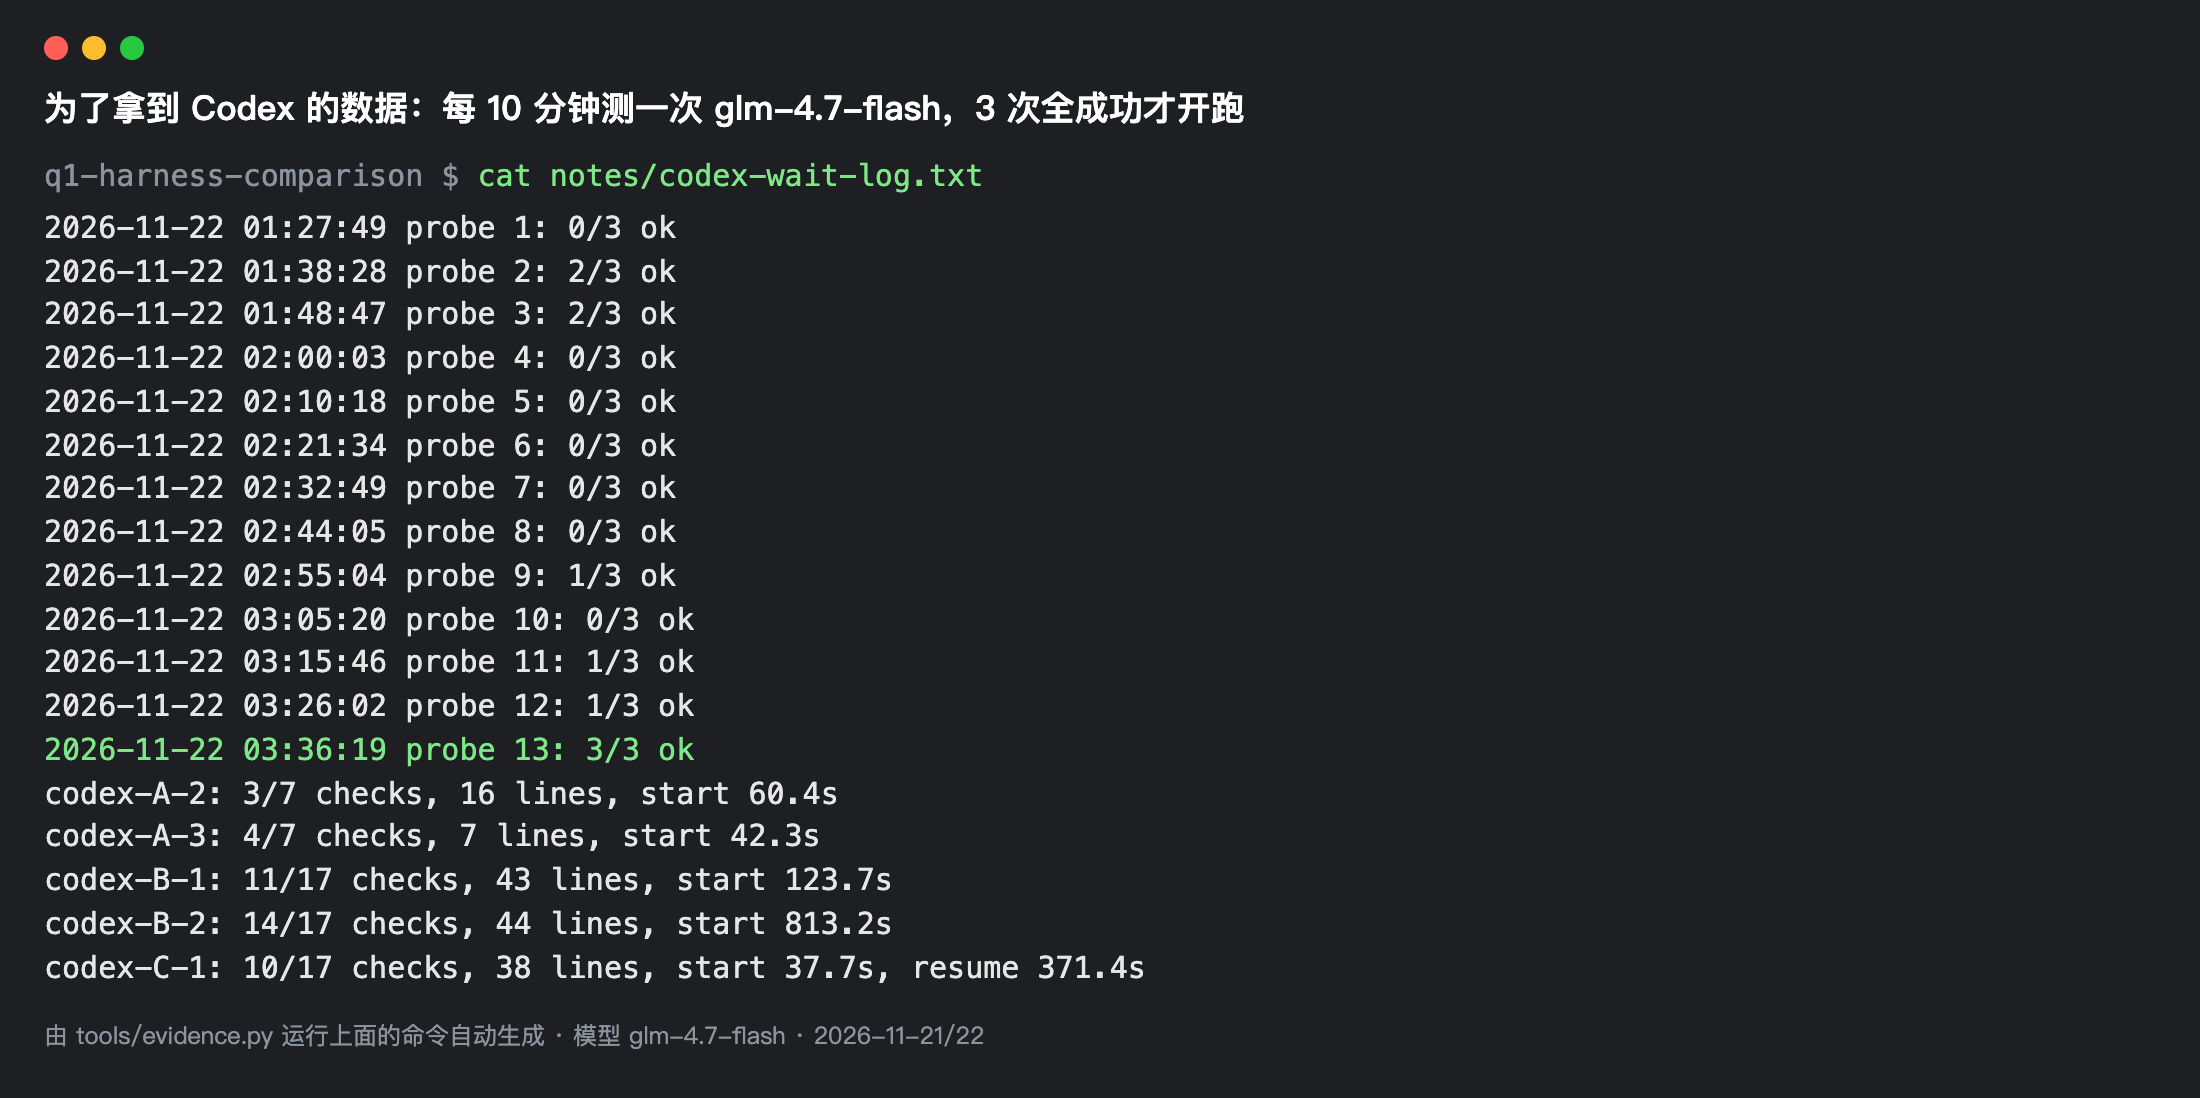 为了拿到 Codex 的数据：每 10 分钟测一次 glm-4.7-flash，3 次全成功才开跑
q1-harness-comparison $ cat notes/codex-wait-log.txt
2026-11-22 01:27:49 probe 1: 0/3 ok
2026-11-22 01:38:28 probe 2: 2/3 ok
2026-11-22 01:48:47 probe 3: 2/3 ok
2026-11-22 02:00:03 probe 4: 0/3 ok
2026-11-22 02:10:18 probe 5: 0/3 ok
2026-11-22 02:21:34 probe 6: 0/3 ok
2026-11-22 02:32:49 probe 7: 0/3 ok
2026-11-22 02:44:05 probe 8: 0/3 ok
2026-11-22 02:55:04 probe 9: 1/3 ok
2026-11-22 03:05:20 probe 10: 0/3 ok
2026-11-22 03:15:46 probe 11: 1/3 ok
2026-11-22 03:26:02 probe 12: 1/3 ok
2026-11-22 03:36:19 probe 13: 3/3 ok
codex-A-2: 3/7 checks, 16 lines, start 60.4s
codex-A-3: 4/7 checks, 7 lines, start 42.3s
codex-B-1: 11/17 checks, 43 lines, start 123.7s
codex-B-2: 14/17 checks, 44 lines, start 813.2s
codex-C-1: 10/17 checks, 38 lines, start 37.7s, resume 371.4s
由 tools/evidence.py 运行上面的命令自动生成 · 模型 glm-4.7-flash · 2026-11-21/22